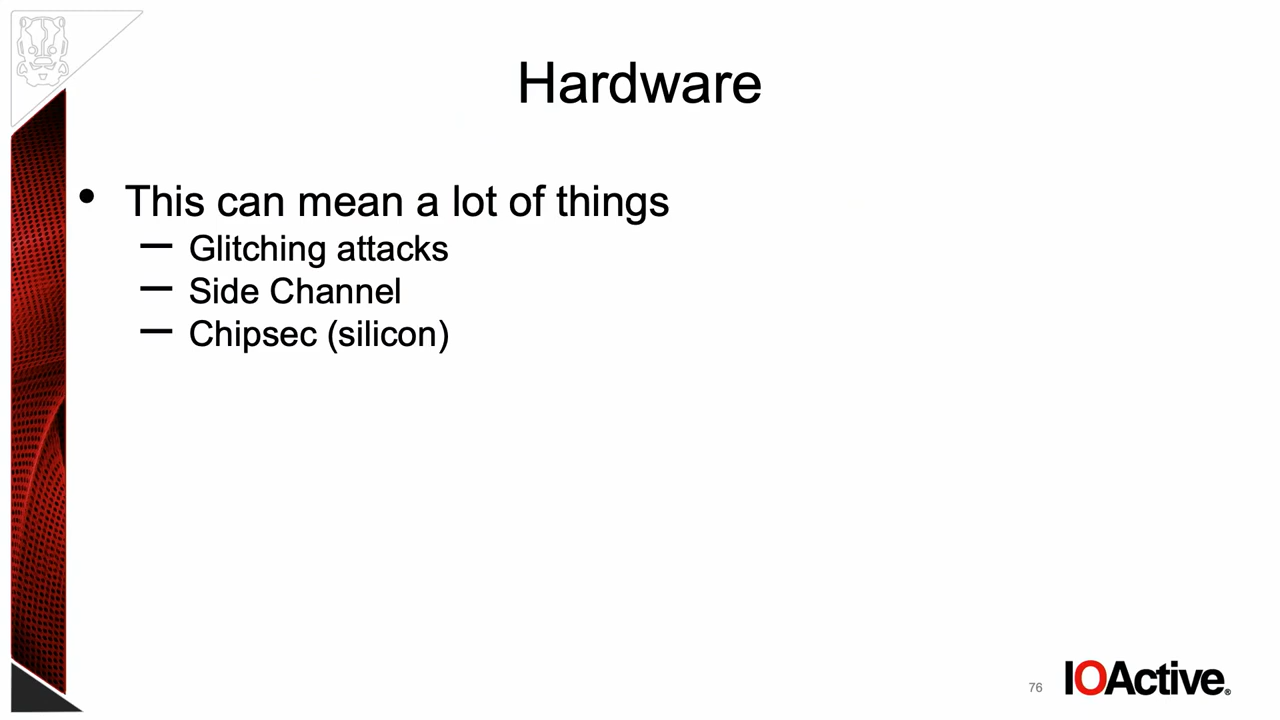 Hardware
• This can mean a lot of things
— Glitching attacks
— Side Channel
— Chipsec (silicon)
76
IOActive®